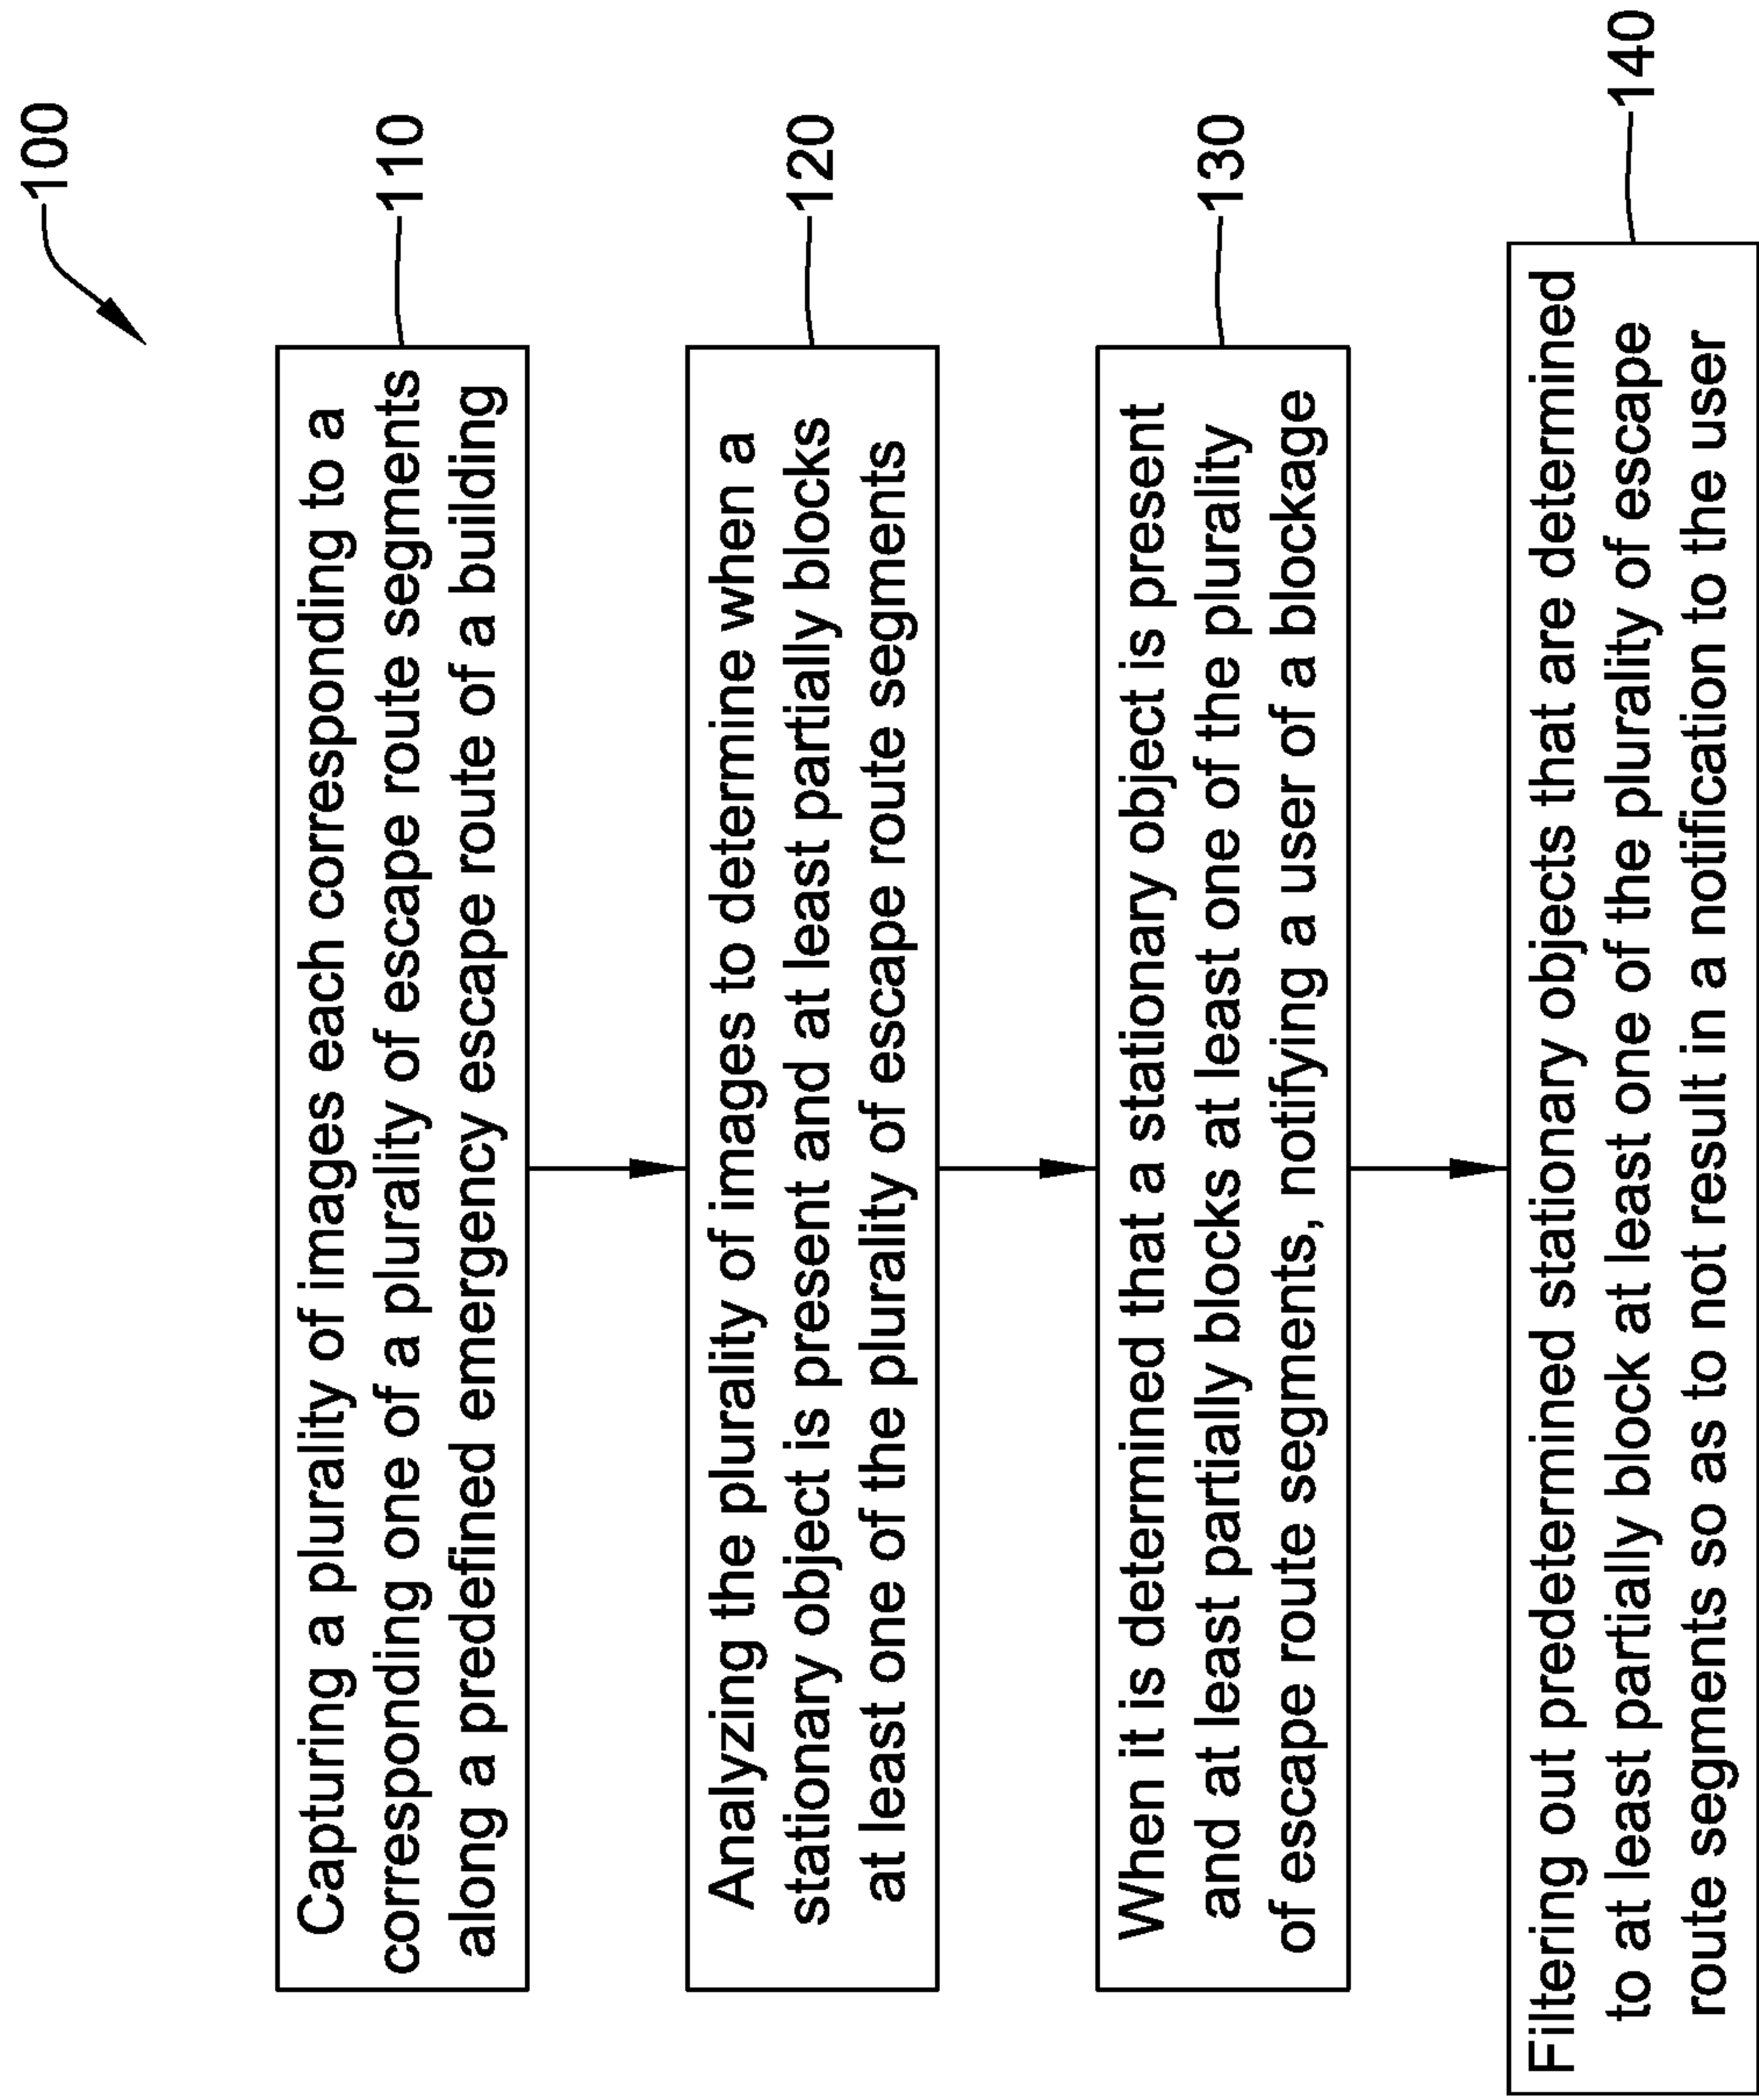 100
Capturing a plurality of images each corresponding to a
corresponding one of a plurality of escape route segments
along a predefined emergency escape route of a building
110
Analyzing the plurality of images to determine when a
stationary object is present and at least partially blocks
at least one of the plurality of escape route segments
120
When it is determined that a stationary object is present
and at least partially blocks at least one of the plurality
of escape route segments, notifying a user of a blockage
130
Filtering out predetermined stationary objects that are determined
to at least partially block at least one of the plurality of escape
route segments so as to not result in a notification to the user
140